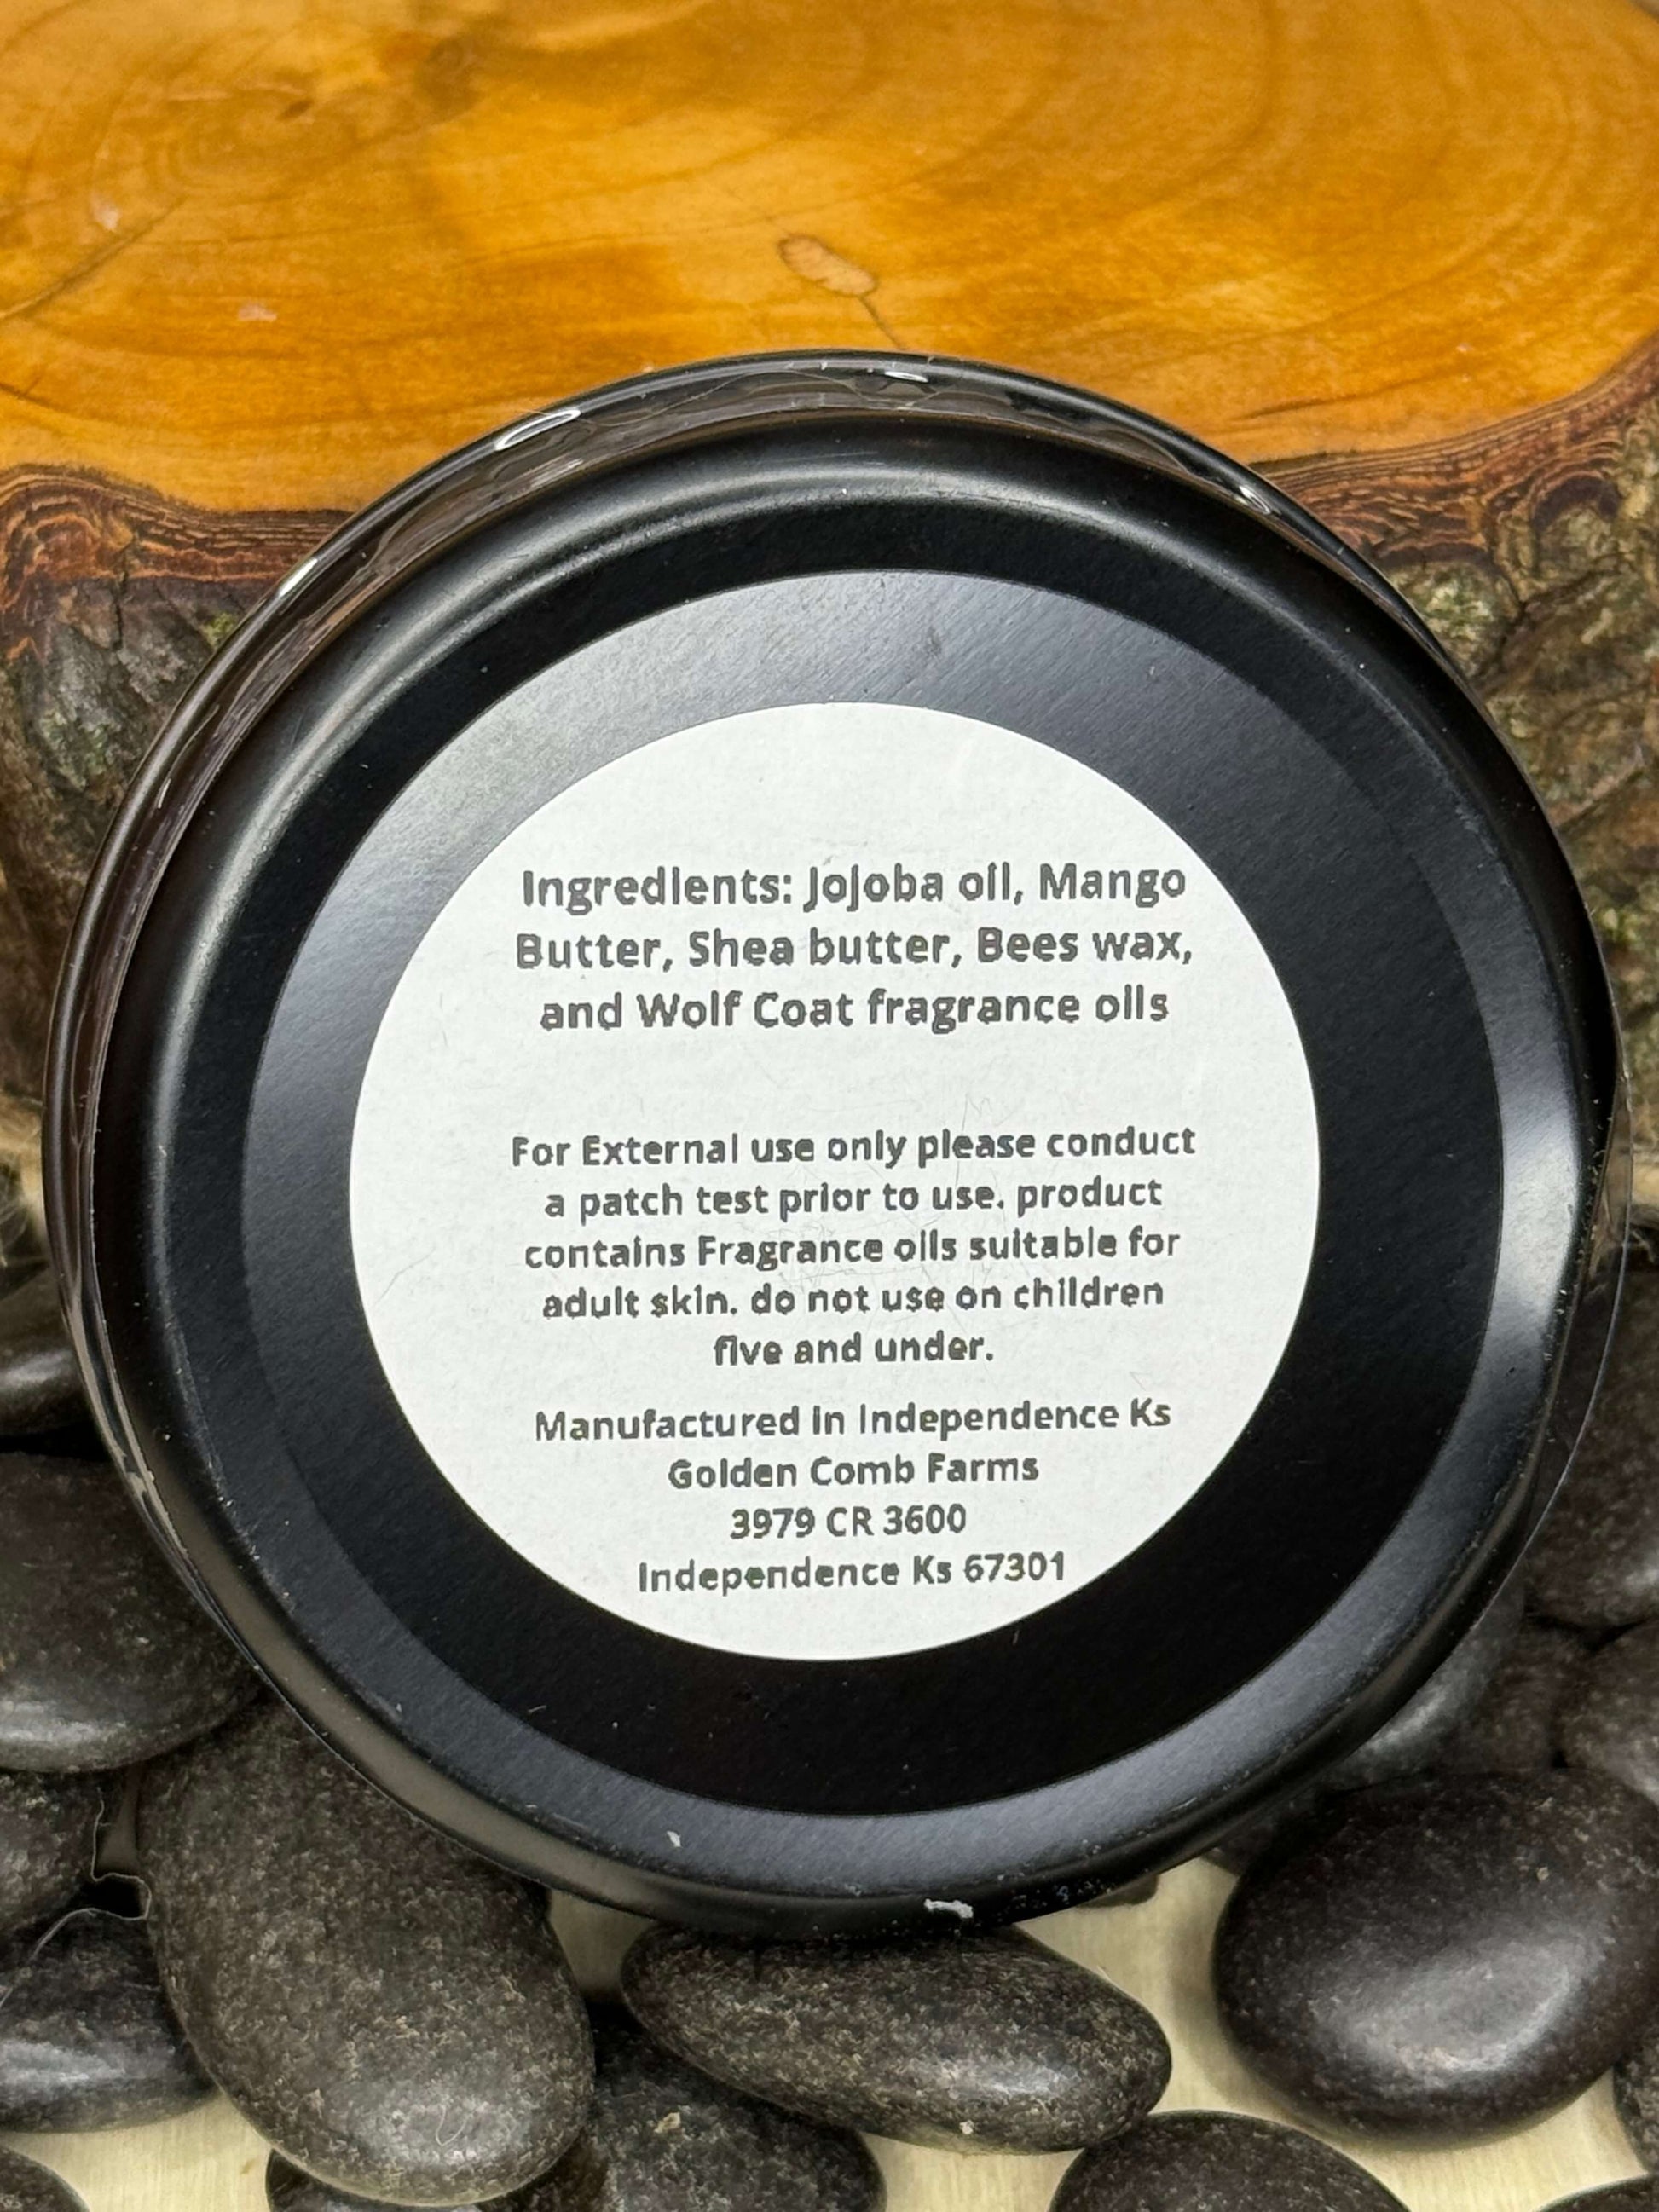 Ingredients: Jojoba oil, Mango
Butter, Shea butter, Bees wax,
and Wolf Coat fragrance oils
For External use only please conduct
a patch test prior to use. product
contains Fragrance oils suitable for
adult skin. do not use on children
five and under.
Manufactured in Independence Ks
Golden Comb Farms
3979 CR 3600
Independence Ks 67301